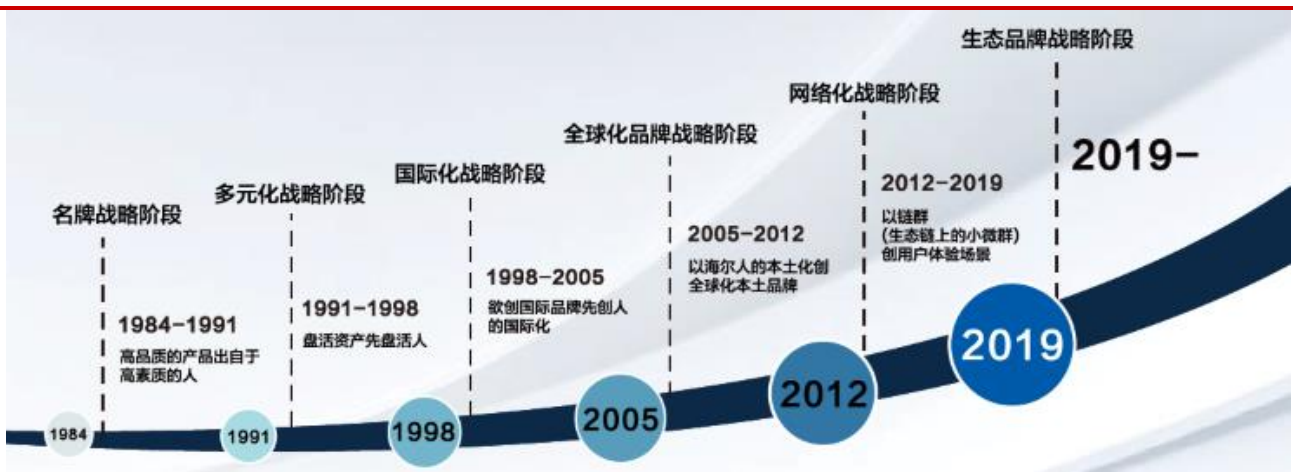 名牌战略阶段
1984-1991
高品质的产品出自于
高素质的人
多元化战略阶段
1991-1998
盘活资产先盘活人
国际化战略阶段
1998-2005
欲创国际品牌先创人
的国际化
全球化品牌战略阶段
2005-2012
以海尔人的本土化创
全球化本土品牌
网络化战略阶段
2012-2019
以链群
(生态链上的小微群)
创用户体验场景
生态品牌战略阶段
2019-
1984
1991
1998
2005
2012
2019